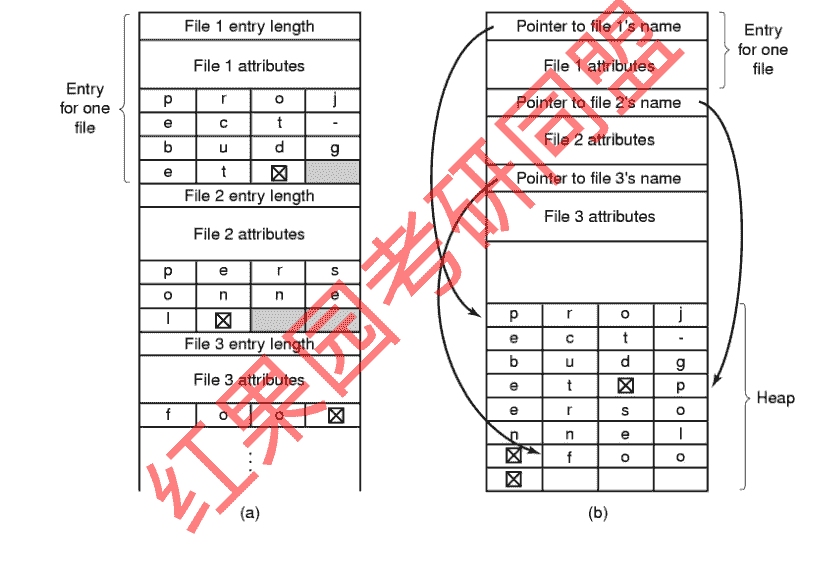 File 1 entry length
File 1 attributes
p r o j
e c t -
b u d g
e t
File 2 entry length
File 2 attributes
p e r s
o n n e
l
File 3 entry length
File 3 attributes
f o o
Entry
for one
file
(a)
Pointer to file 1's name
File 1 attributes
Pointer to file 2's name
File 2 attributes
Pointer to file 3's name
File 3 attributes
Entry
for one
file
p r o j
e c t -
b u d g
e t p
e r s o
n n e l
f o o
Heap
(b)
红果园考研同盟